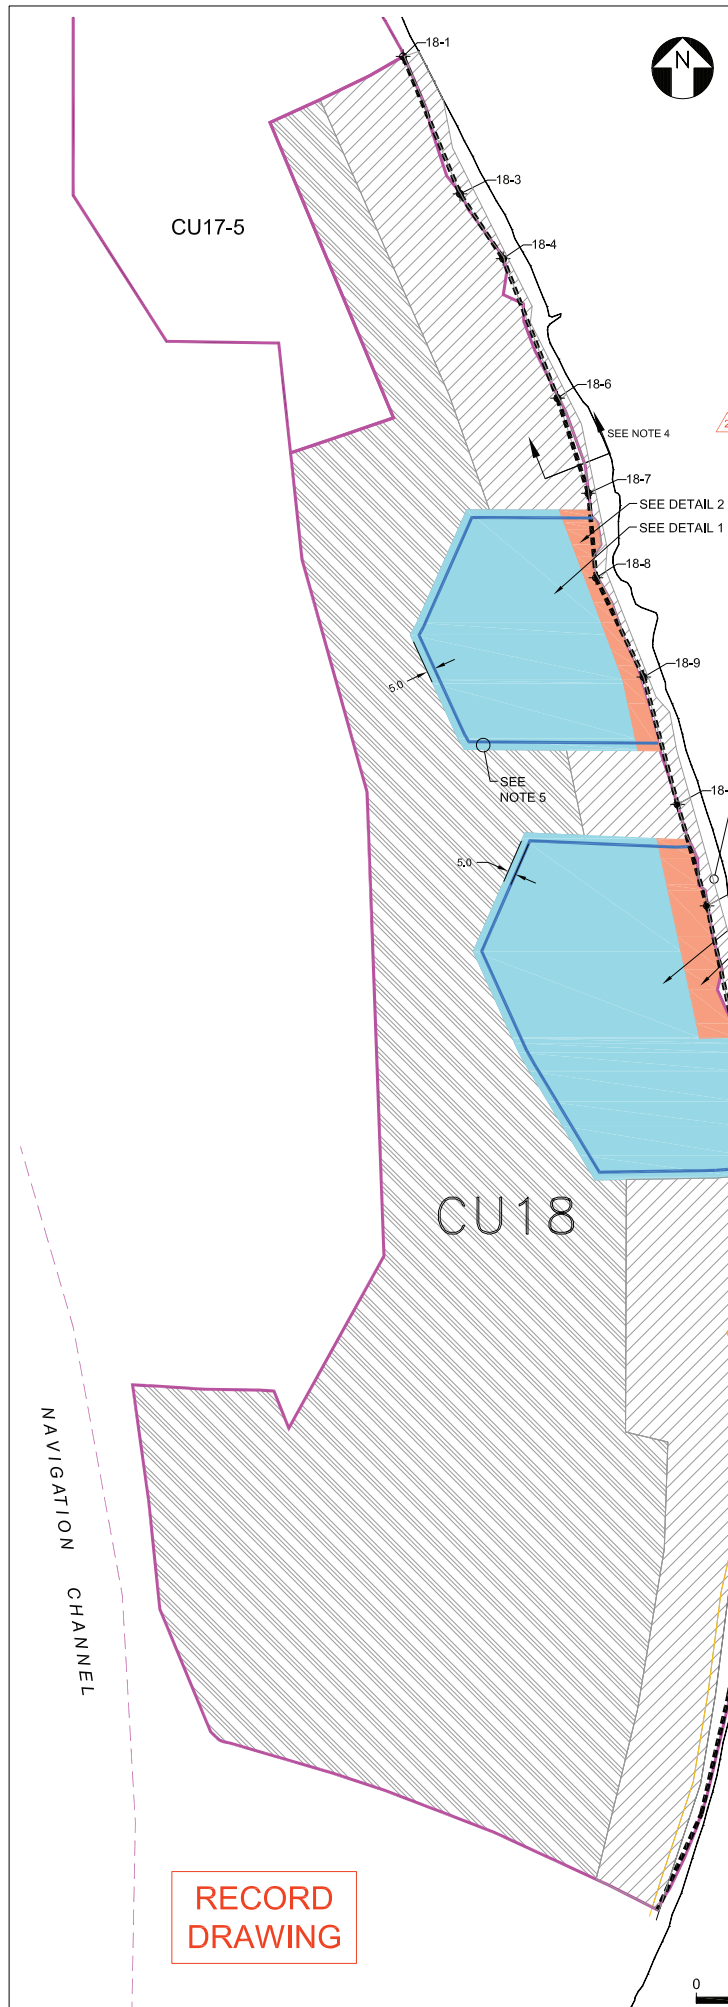 18-1
N
18-3
CU17-5
18-4
18-6
2
SEE NOTE 4
18-7
SEE DETAIL 2
SEE DETAIL 1
18-8
18-9
5.0
SEE
NOTE 5
18-
5.0
CU18
NAVIGATION CHANNEL
RECORD
DRAWING
0